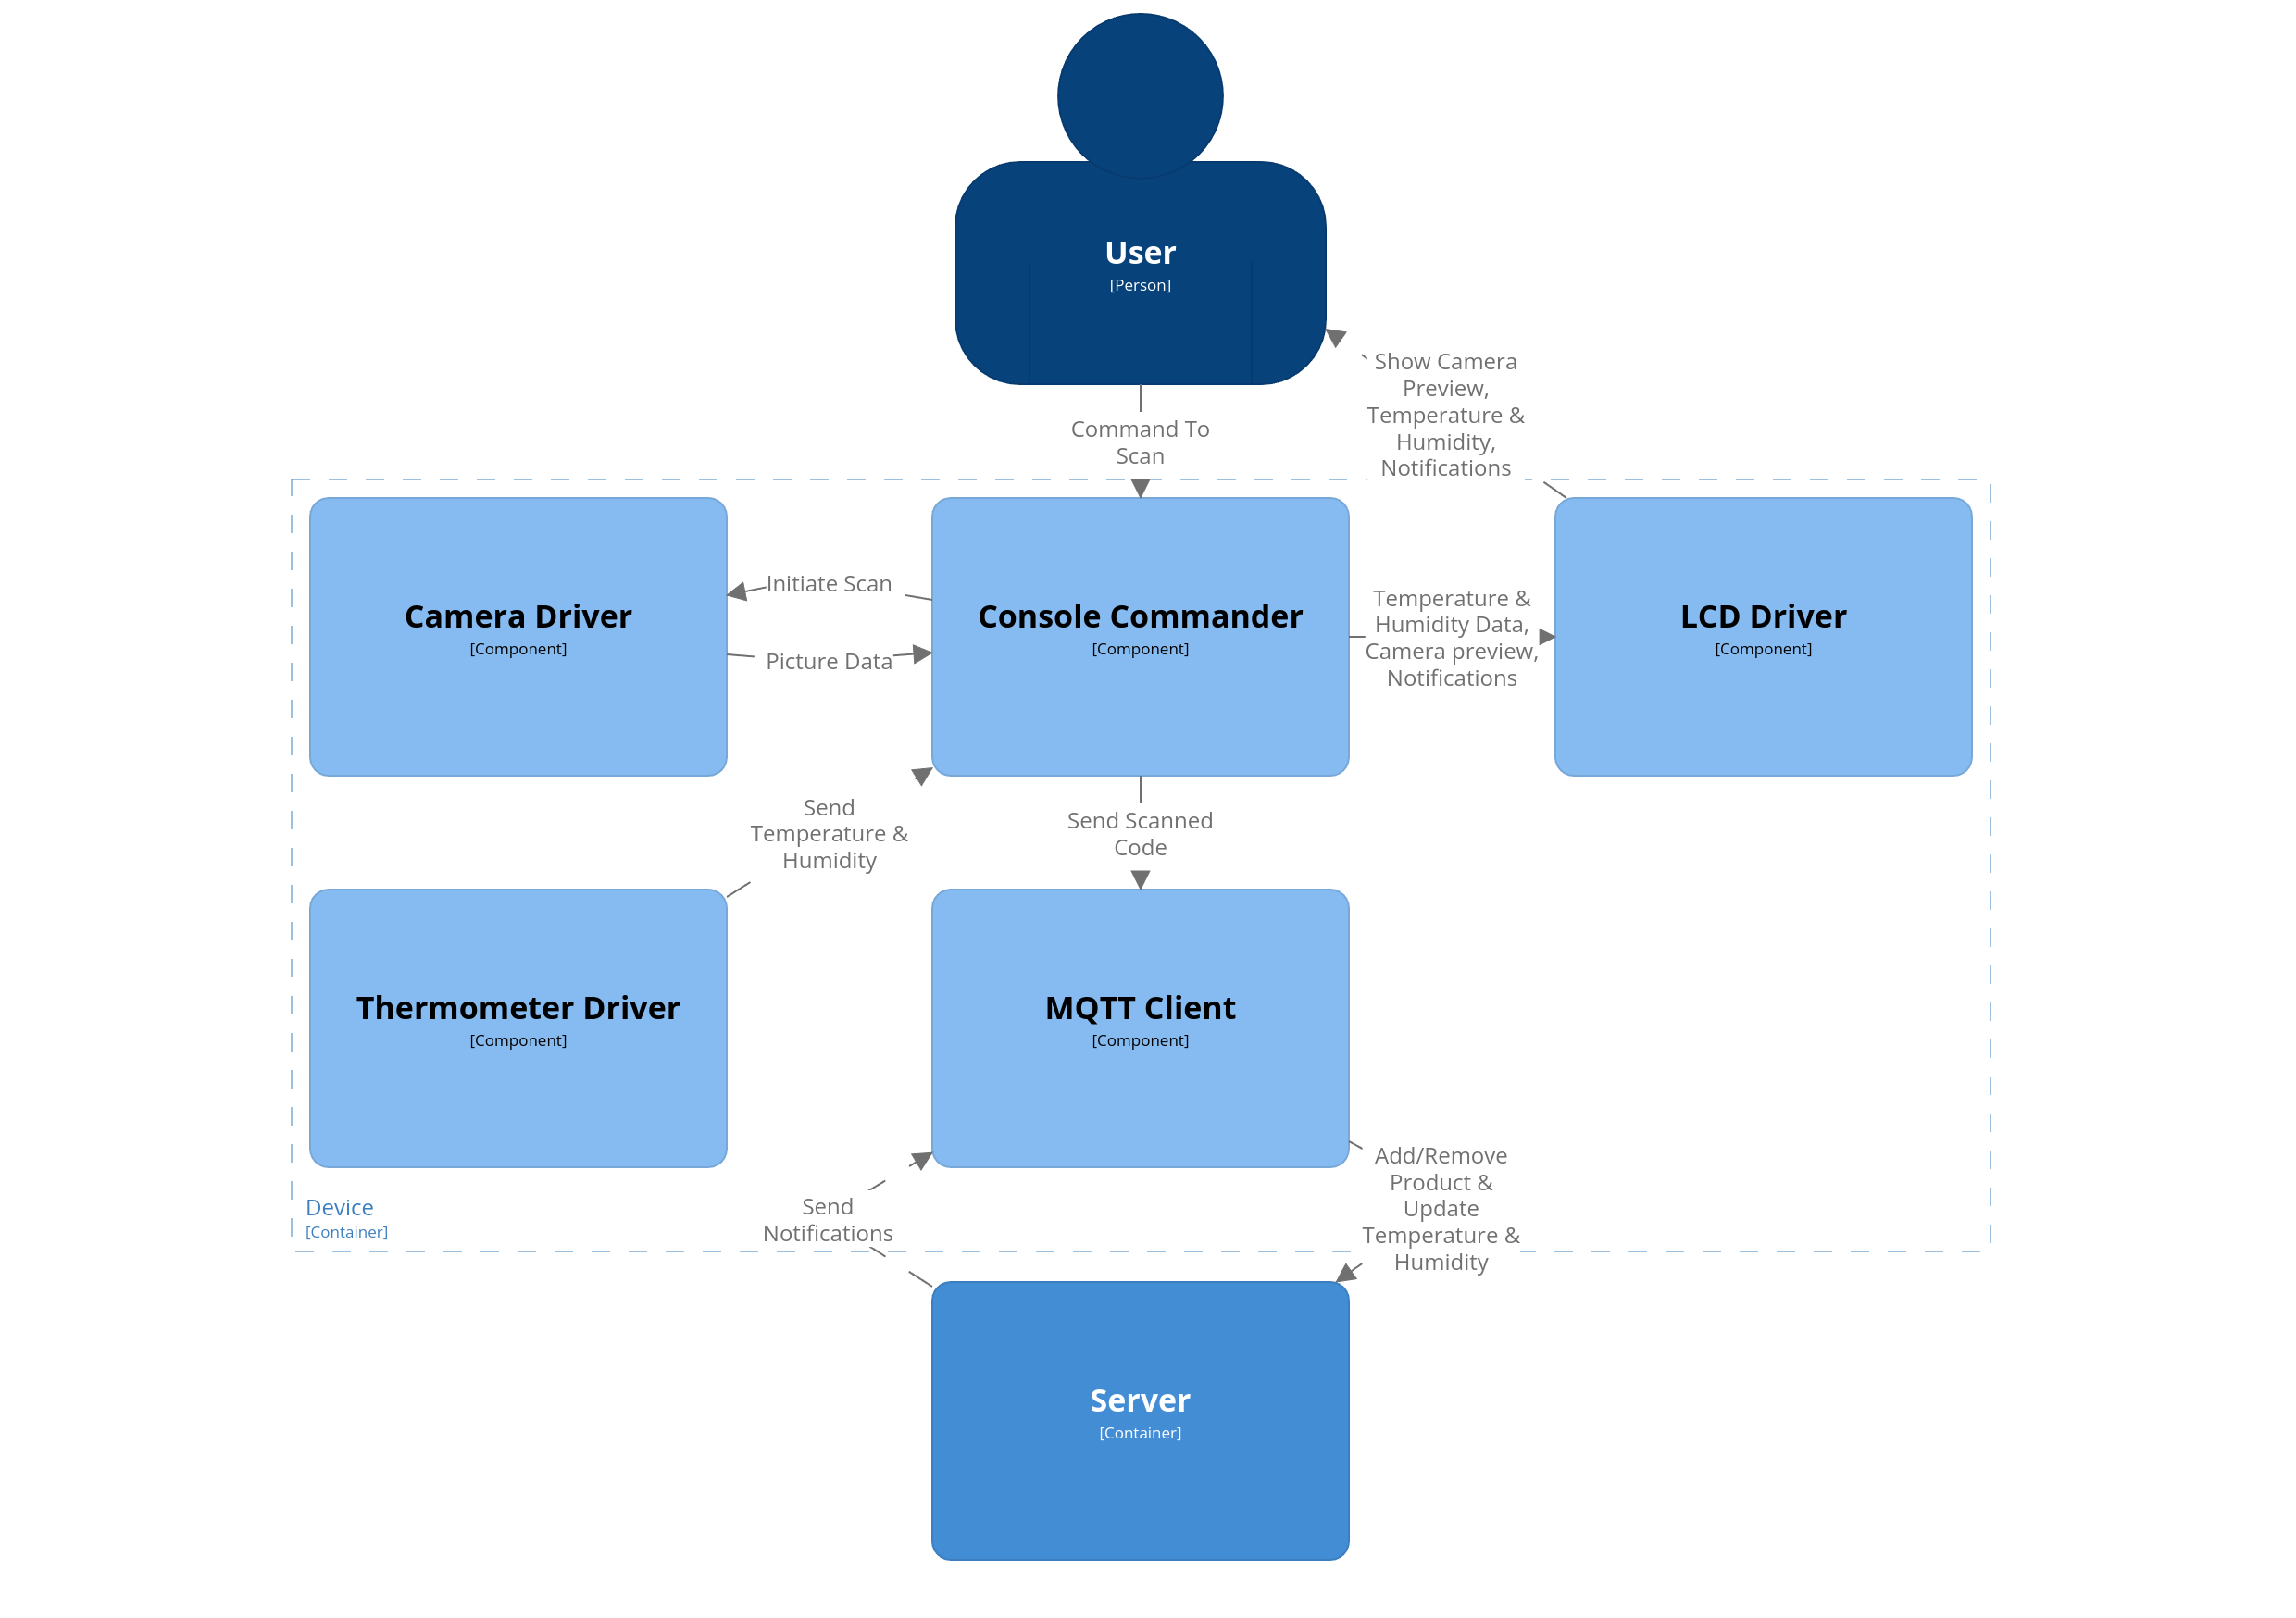 User
[Person]
Show Camera
Preview,
Temperature &
Humidity,
Notifications
Command To
Scan
Camera Driver
[Component]
Initiate Scan
Picture Data
Console Commander
[Component]
Temperature &
Humidity Data,
Camera preview,
Notifications
LCD Driver
[Component]
Send
Temperature &
Humidity
Send Scanned
Code
Thermometer Driver
[Component]
MQTT Client
[Component]
Device
[Container]
Send
Notifications
Add/Remove
Product &
Update
Temperature &
Humidity
Server
[Container]